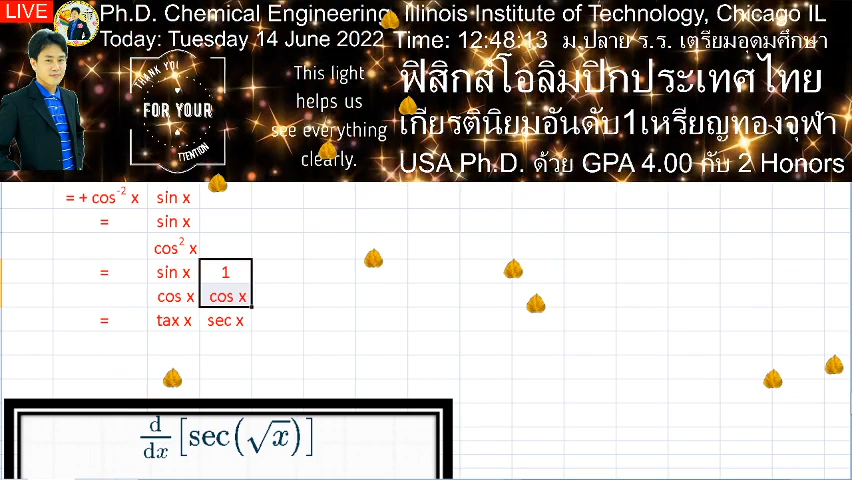 LIVE
Ph.D. Chemical Engineering, Illinois Institute of Technology, Chicago IL
Today: Tuesday 14 June 2022 Time: 12:48:13 ม.ปลาย ร.ร. เตรียมอุดมศึกษา
THANK YOU
FOR YOUR
ATTENTION
This light
helps us
see everything
clearly.
ฟิสิกส์โอลิมปิกประเทศไทย
เกียรตินิยมอันดับ1เหรียญทองจุฬา
USA Ph.D. ด้วย GPA 4.00 กับ 2 Honors
= + cos⁻² x sin x
= sin x
cos² x
= sin x 1
cos x cos x
= tax x sec x
d/dx [sec(√x)]